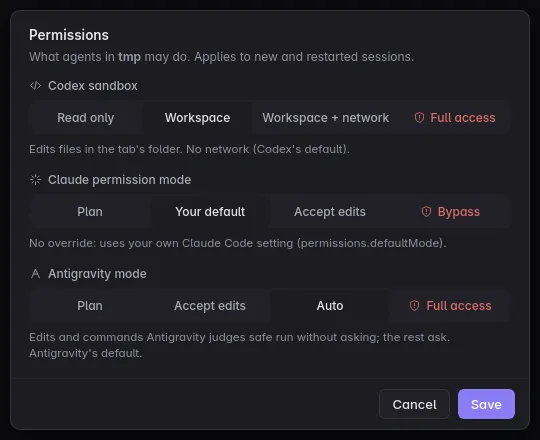 Permissions
What agents in tmp may do. Applies to new and restarted sessions.
Codex sandbox
Read only Workspace Workspace + network Full access
Edits files in the tab's folder. No network (Codex's default).
Claude permission mode
Plan Your default Accept edits Bypass
No override: uses your own Claude Code setting (permissions.defaultMode).
Antigravity mode
Plan Accept edits Auto Full access
Edits and commands Antigravity judges safe run without asking; the rest ask.
Antigravity's default.
Cancel Save